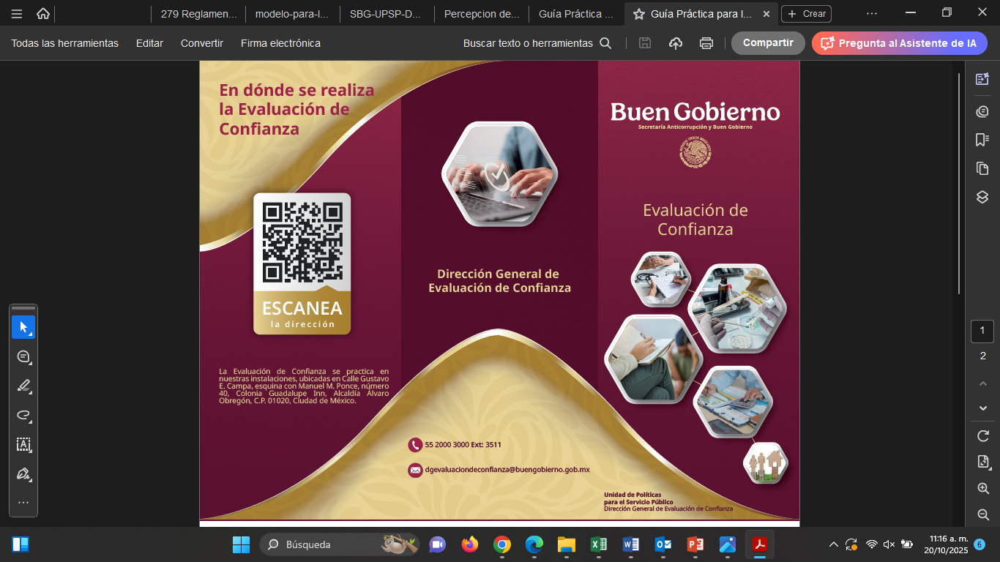 279 Reglamen...
modelo-para-l...
SBG-UPSP-D...
Percepcion de...
Guía Práctica ...
Guía Práctica para l...
Crear
Todas las herramientas
Editar
Convertir
Firma electrónica
Buscar texto o herramientas
Compartir
Pregunta al Asistente de IA
En dónde se realiza
la Evaluación de
Confianza
ESCANEA
la dirección
La Evaluación de Confianza se practica en
nuestras instalaciones, ubicadas en Calle Gustavo
E. Campa, esquina con Manuel M. Ponce, número
40, Colonia Guadalupe Inn, Alcaldía Álvaro
Obregón, C.P. 01020, Ciudad de México.
Dirección General de
Evaluación de Confianza
55 2000 3000 Ext: 3511
dgevaluaciondeconfianza@buengobierno.gob.mx
Buen Gobierno
Secretaría Anticorrupción y Buen Gobierno
ESTADOS UNIDOS MEXICANOS
Evaluación de
Confianza
Unidad de Políticas
para el Servicio Público
Dirección General de Evaluación de Confianza
1
2
Búsqueda
11:16 a. m.
20/10/2025
6